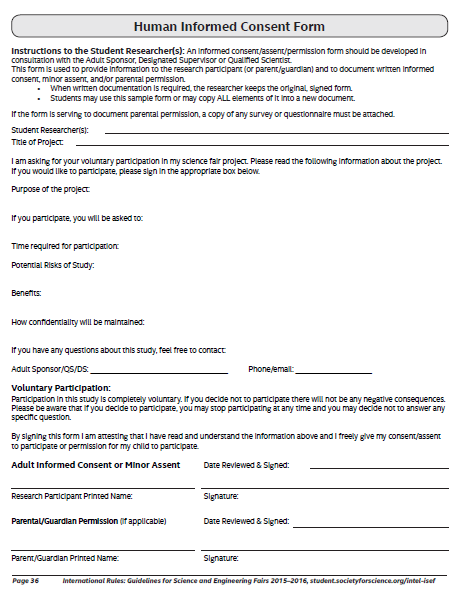 Human Informed Consent Form
Instructions to the Student Researcher(s): An informed consent/assent/permission form should be developed in
consultation with the Adult Sponsor, Designated Supervisor or Qualified Scientist.
This form is used to provide information to the research participant (or parent/guardian) and to document written informed
consent, minor assent, and/or parental permission.
• When written documentation is required, the researcher keeps the original, signed form.
• Students may use this sample form or may copy ALL elements of it into a new document.
If the form is serving to document parental permission, a copy of any survey or questionnaire must be attached.
Student Researcher(s):
Title of Project:
I am asking for your voluntary participation in my science fair project. Please read the following information about the project.
If you would like to participate, please sign in the appropriate box below.
Purpose of the project:
If you participate, you will be asked to:
Time required for participation:
Potential Risks of Study:
Benefits:
How confidentiality will be maintained:
If you have any questions about this study, feel free to contact:
Adult Sponsor/QS/DS: Phone/email:
Voluntary Participation:
Participation in this study is completely voluntary. If you decide not to participate there will not be any negative consequences.
Please be aware that if you decide to participate, you may stop participating at any time and you may decide not to answer any
specific question.
By signing this form I am attesting that I have read and understand the information above and I freely give my consent/assent
to participate or permission for my child to participate.
Adult Informed Consent or Minor Assent Date Reviewed & Signed:
Research Participant Printed Name: Signature:
Parental/Guardian Permission (if applicable) Date Reviewed & Signed:
Parent/Guardian Printed Name: Signature:
Page 36 International Rules: Guidelines for Science and Engineering Fairs 2015–2016, student.societyforscience.org/intel-isef